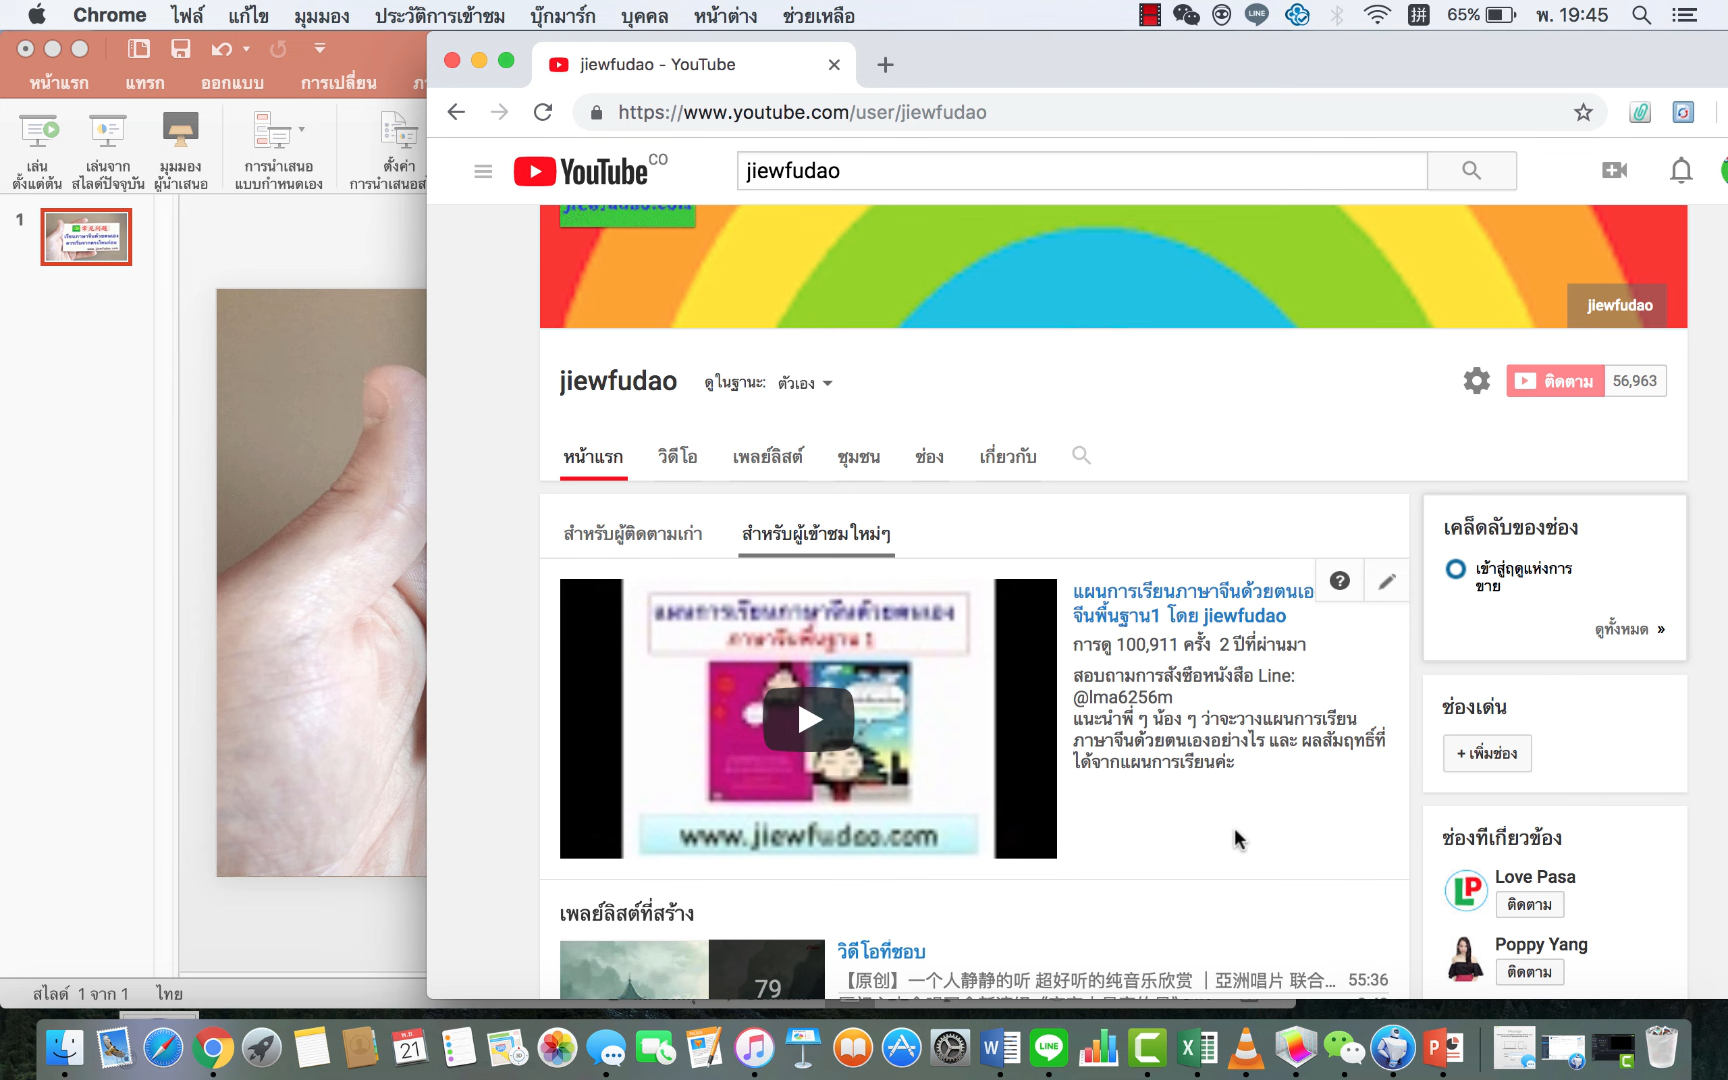 Chrome ไฟล์ แก้ไข มุมมอง ประวัติการเข้าชม บุ๊กมาร์ก บุคคล หน้าต่าง ช่วยเหลือ
LINE 拼 65% พ. 19:45
หน้าแรก แทรก ออกแบบ การเปลี่ยน
เล่น
ตั้งแต่ต้น
เล่นจาก
สไลด์ปัจจุบัน
มุมมอง
ผู้นำเสนอ
การนำเสนอ
แบบกำหนดเอง
ตั้งค่า
1
常见问题
www.jiewfudao.com
สไลด์ 1 จาก 1 ไทย
jiewfudao - YouTube
https://www.youtube.com/user/jiewfudao
YouTube CO
jiewfudao
jiewfudao.com
jiewfudao
jiewfudao ดูในฐานะ: ตัวเอง
ติดตาม 56,963
หน้าแรก วิดีโอ เพลย์ลิสต์ ชุมชน ช่อง เกี่ยวกับ
สำหรับผู้ติดตามเก่า สำหรับผู้เข้าชมใหม่ๆ
แผนการเรียนภาษาจีนด้วยตนเอง
ภาษาจีนพื้นฐาน 1
www.jiewfudao.com
แผนการเรียนภาษาจีนด้วยตนเอ
จีนพื้นฐาน1 โดย jiewfudao
การดู 100,911 ครั้ง 2 ปีที่ผ่านมา
สอบถามการสั่งซื้อหนังสือ Line:
@lma6256m
แนะนำพี่ ๆ น้อง ๆ ว่าจะวางแผนการเรียน
ภาษาจีนด้วยตนเองอย่างไร และ ผลสัมฤทธิ์ที่
ได้จากแผนการเรียนค่ะ
เพลย์ลิสต์ที่สร้าง
79
วิดีโอที่ชอบ
【原创】一个人静静的听 超好听的纯音乐欣赏 ｜亞洲唱片 联合... 55:36
เคล็ดลับของช่อง
เข้าสู่ฤดูแห่งการ
ขาย
ดูทั้งหมด »
ช่องเด่น
+ เพิ่มช่อง
ช่องที่เกี่ยวข้อง
LP
Love Pasa
ติดตาม
Poppy Yang
ติดตาม
21
LINE